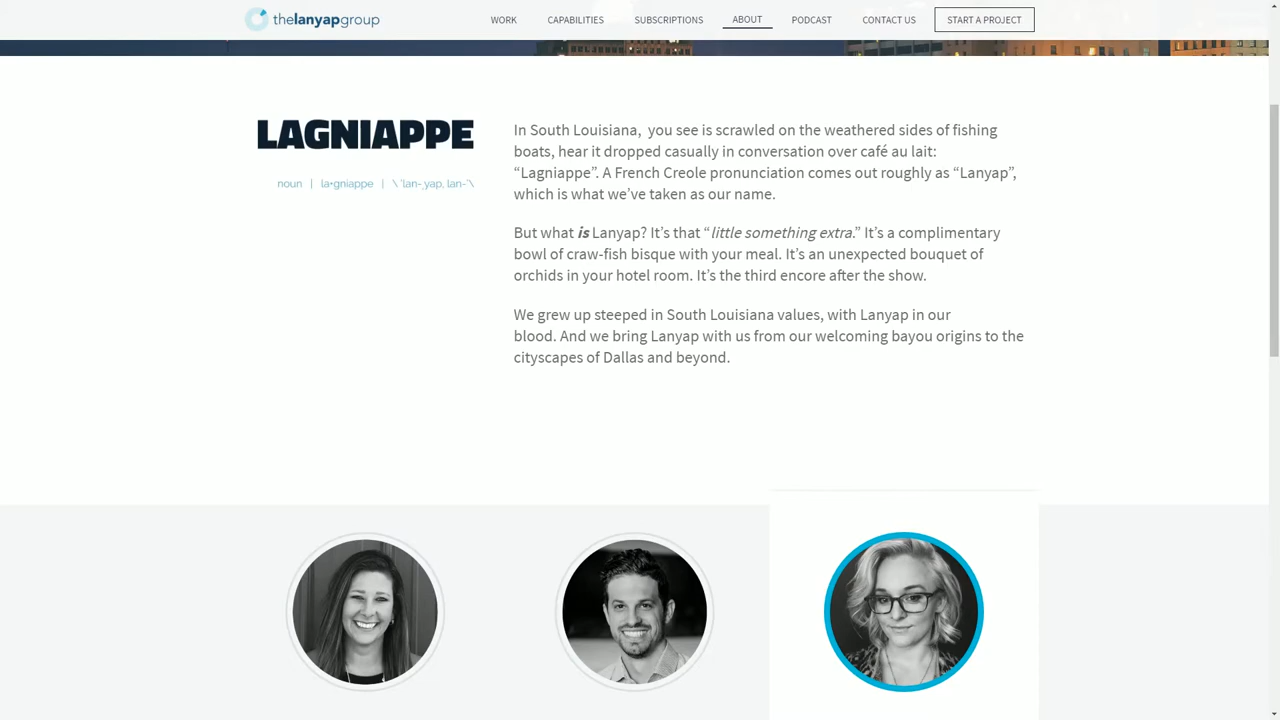 thelanyapgroup
WORK CAPABILITIES SUBSCRIPTIONS ABOUT PODCAST CONTACT US START A PROJECT
LAGNIAPPE
noun | la•gniappe | \ ˈlan-ˌyap, lan-ˈ\
In South Louisiana,  you see is scrawled on the weathered sides of fishing
boats, hear it dropped casually in conversation over café au lait:
“Lagniappe”. A French Creole pronunciation comes out roughly as “Lanyap”,
which is what we’ve taken as our name.
But what is Lanyap? It’s that “little something extra.” It’s a complimentary
bowl of craw-fish bisque with your meal. It’s an unexpected bouquet of
orchids in your hotel room. It’s the third encore after the show.
We grew up steeped in South Louisiana values, with Lanyap in our
blood. And we bring Lanyap with us from our welcoming bayou origins to the
cityscapes of Dallas and beyond.